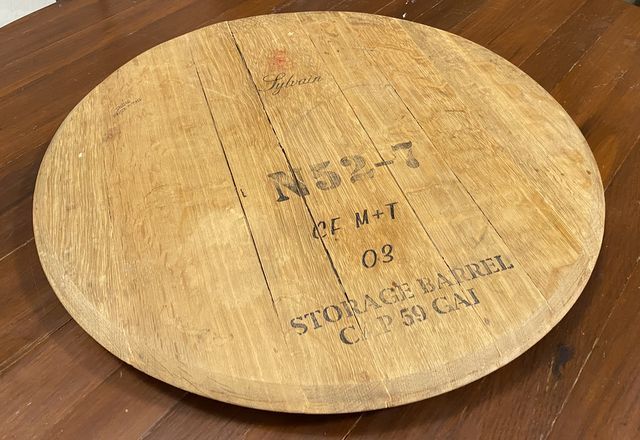 Sylvain
N52-7
CF M+T
03
STORAGE BARREL
CAP 59 GAL